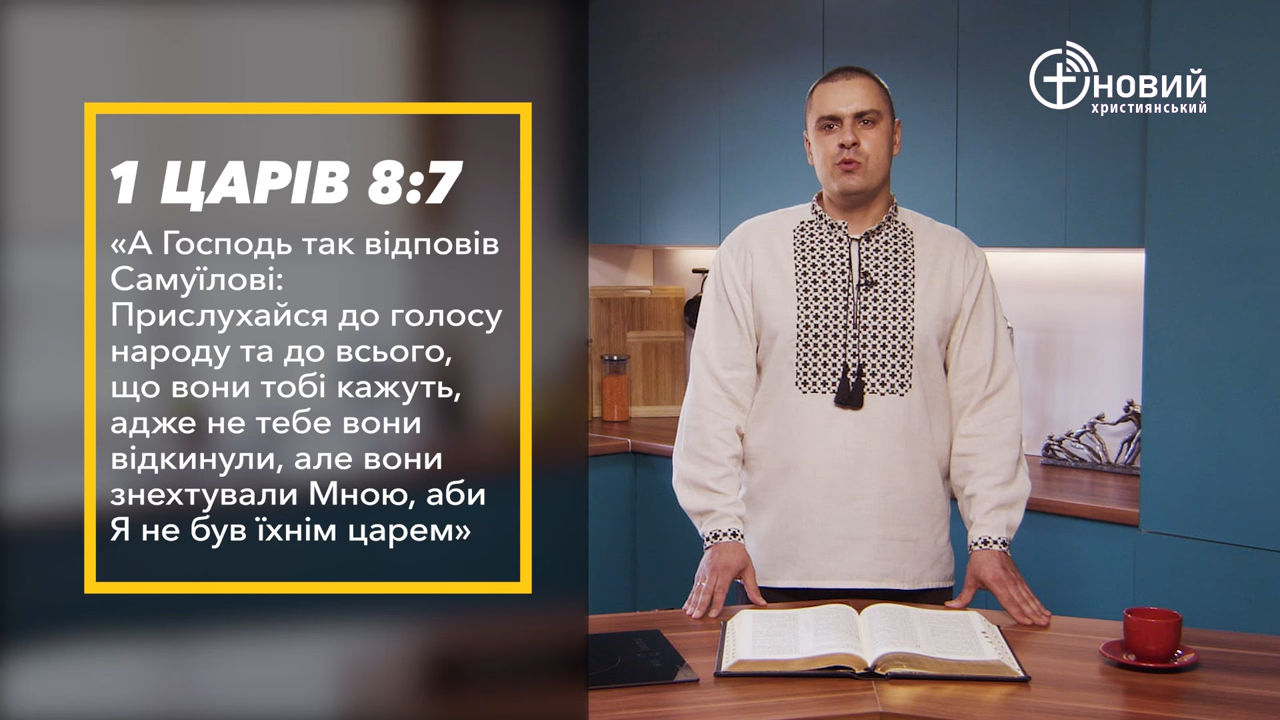 1 ЦАРІВ 8:7
«А Господь так відповів
Самуїлові:
Прислухайся до голосу
народу та до всього,
що вони тобі кажуть,
адже не тебе вони
відкинули, але вони
знехтували Мною, аби
Я не був їхнім царем»
НОВИЙ
християнський